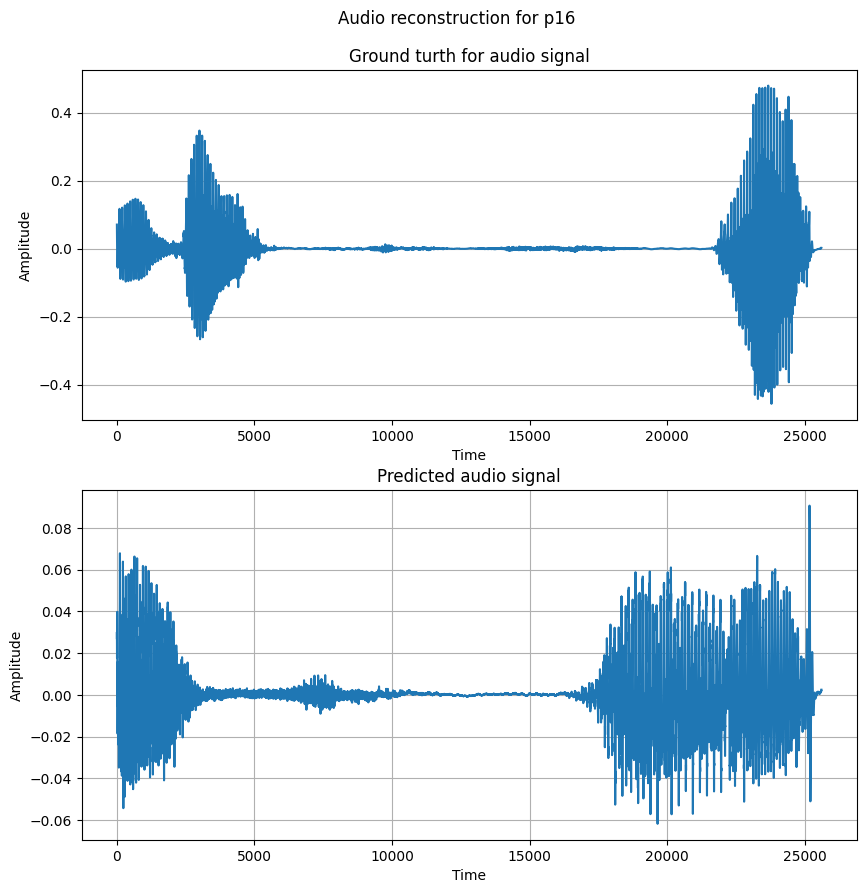 Audio reconstruction for p16
Ground turth for audio signal
0.4
0.2
0.0
−0.2
−0.4
Amplitude
0 5000 10000 15000 20000 25000
Time
Predicted audio signal
0.08
0.06
0.04
0.02
0.00
−0.02
−0.04
−0.06
Amplitude
0 5000 10000 15000 20000 25000
Time